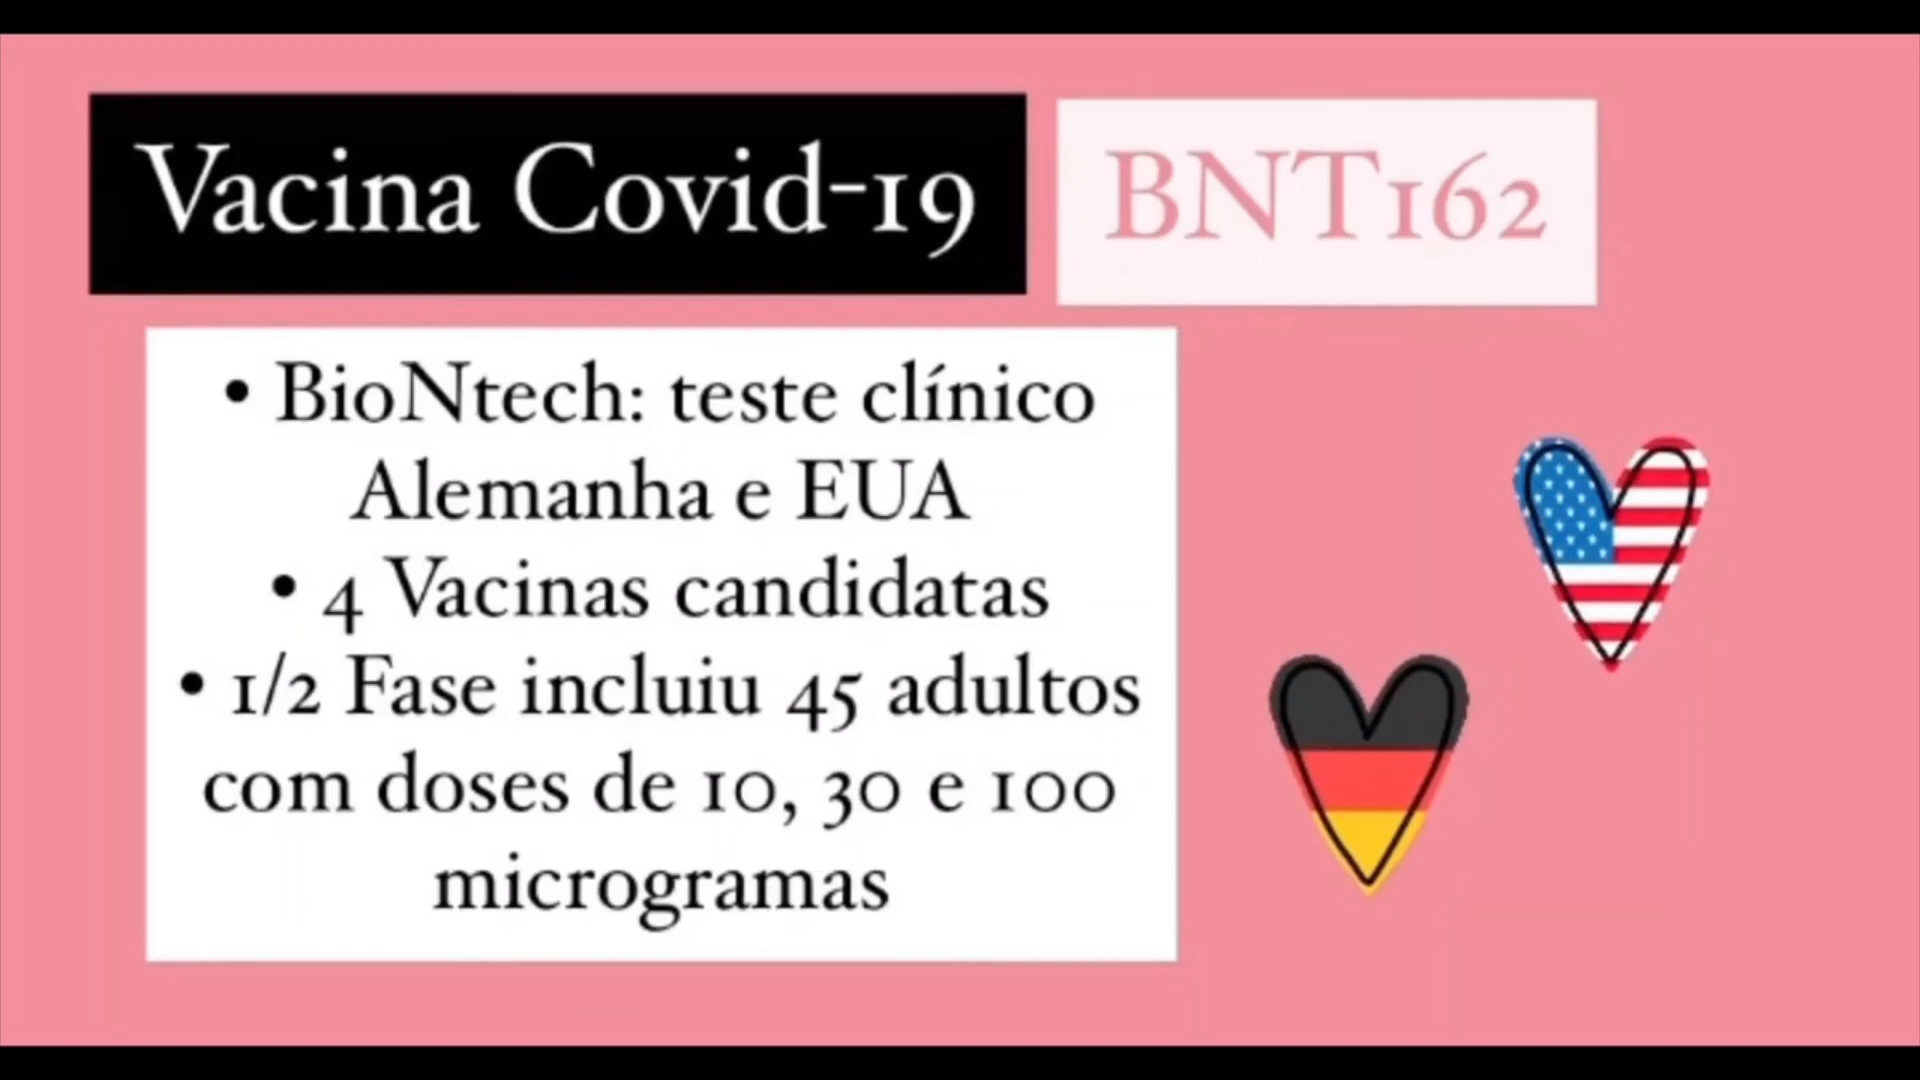 Vacina Covid-19
BNT162
• BioNtech: teste clínico
Alemanha e EUA
• 4 Vacinas candidatas
• 1/2 Fase incluiu 45 adultos
com doses de 10, 30 e 100
microgramas